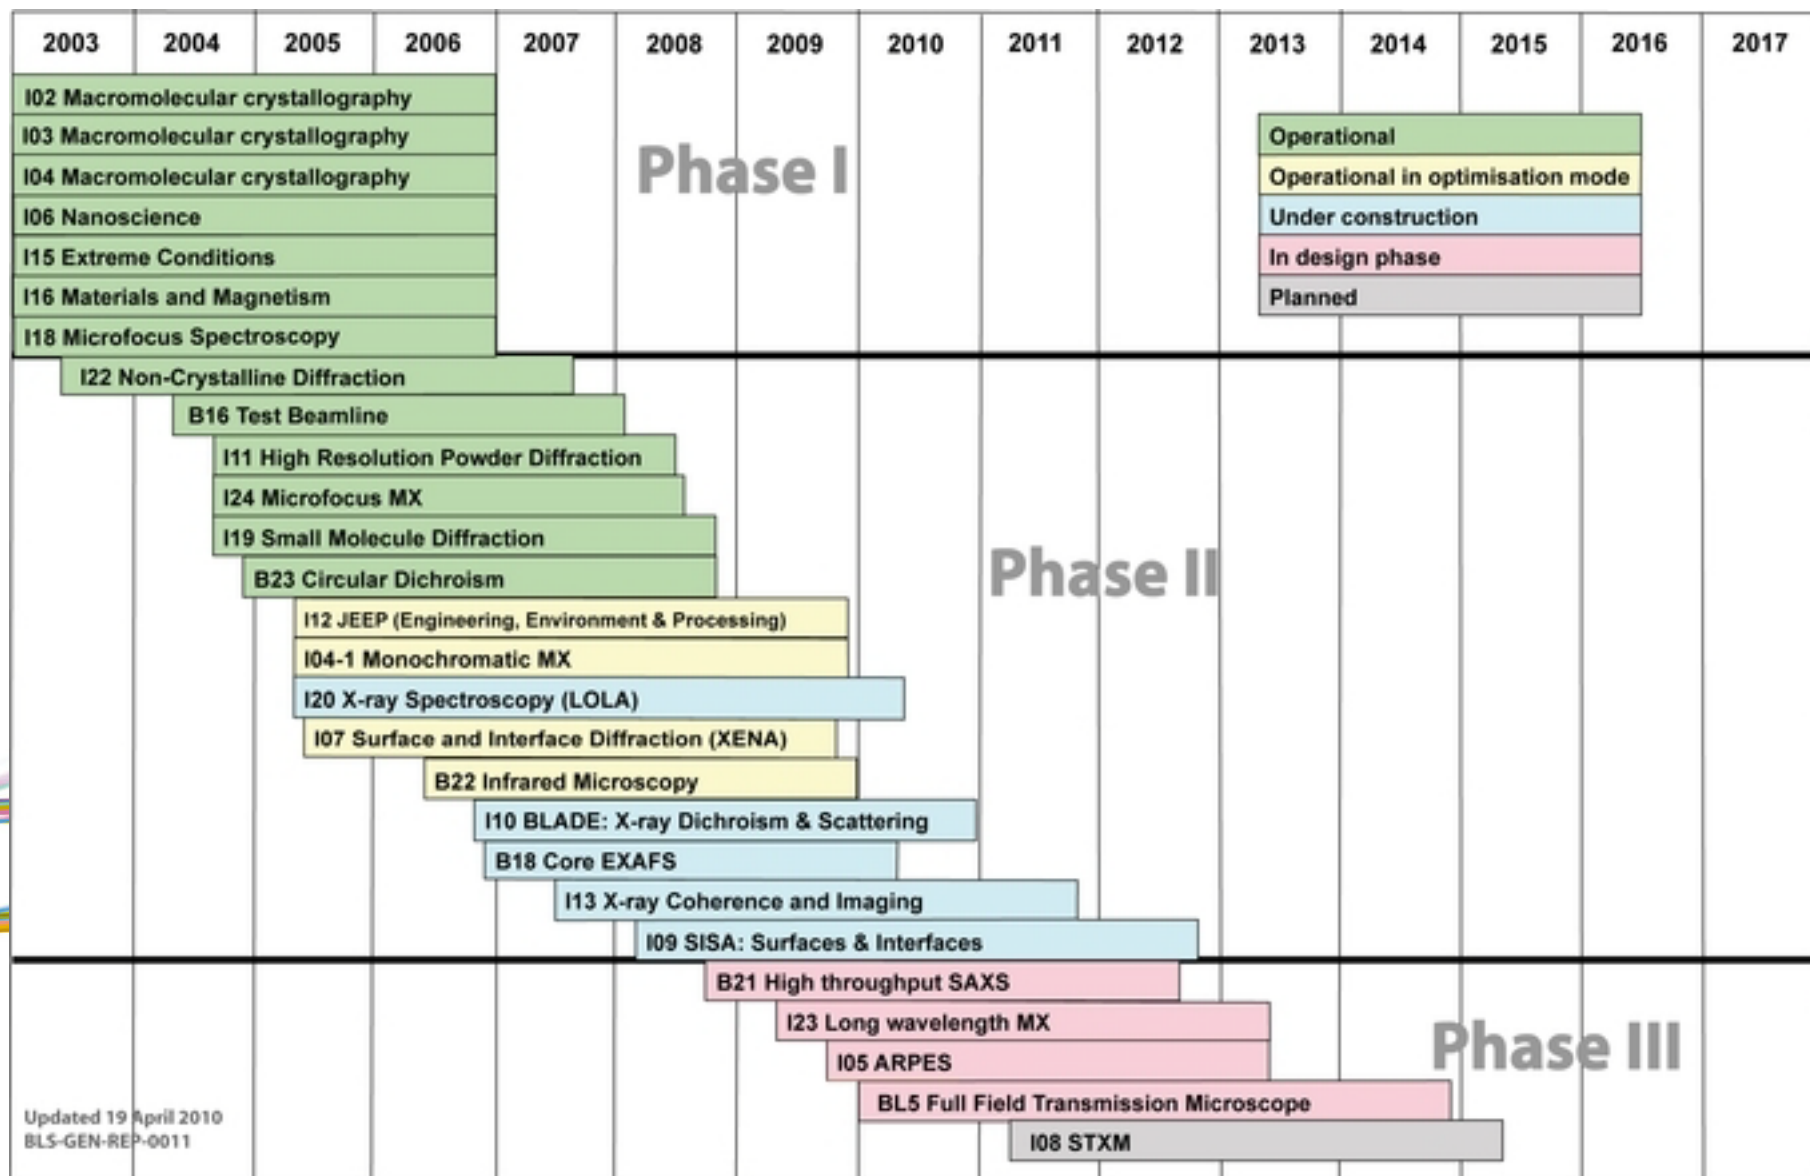 2003 2004 2005 2006 2007 2008 2009 2010 2011 2012 2013 2014 2015 2016 2017
I02 Macromolecular crystallography
I03 Macromolecular crystallography
Operational
I04 Macromolecular crystallography
Phase I
Operational in optimisation mode
I06 Nanoscience
Under construction
I15 Extreme Conditions
In design phase
I16 Materials and Magnetism
Planned
I18 Microfocus Spectroscopy
I22 Non-Crystalline Diffraction
B16 Test Beamline
I11 High Resolution Powder Diffraction
I24 Microfocus MX
I19 Small Molecule Diffraction
Phase II
B23 Circular Dichroism
I12 JEEP (Engineering, Environment & Processing)
I04-1 Monochromatic MX
I20 X-ray Spectroscopy (LOLA)
I07 Surface and Interface Diffraction (XENA)
B22 Infrared Microscopy
I10 BLADE: X-ray Dichroism & Scattering
B18 Core EXAFS
I13 X-ray Coherence and Imaging
I09 SISA: Surfaces & Interfaces
B21 High throughput SAXS
I23 Long wavelength MX
Phase III
I05 ARPES
BL5 Full Field Transmission Microscope
I08 STXM
Updated 19 April 2010
BLS-GEN-REP-0011